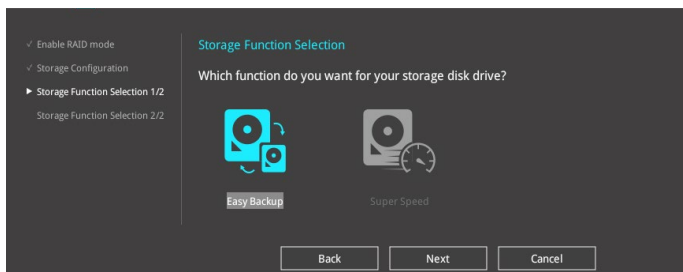 ✓ Enable RAID mode
✓ Storage Configuration
▶ Storage Function Selection 1/2
Storage Function Selection 2/2
Storage Function Selection
Which function do you want for your storage disk drive?
Easy Backup
Super Speed
Back
Next
Cancel